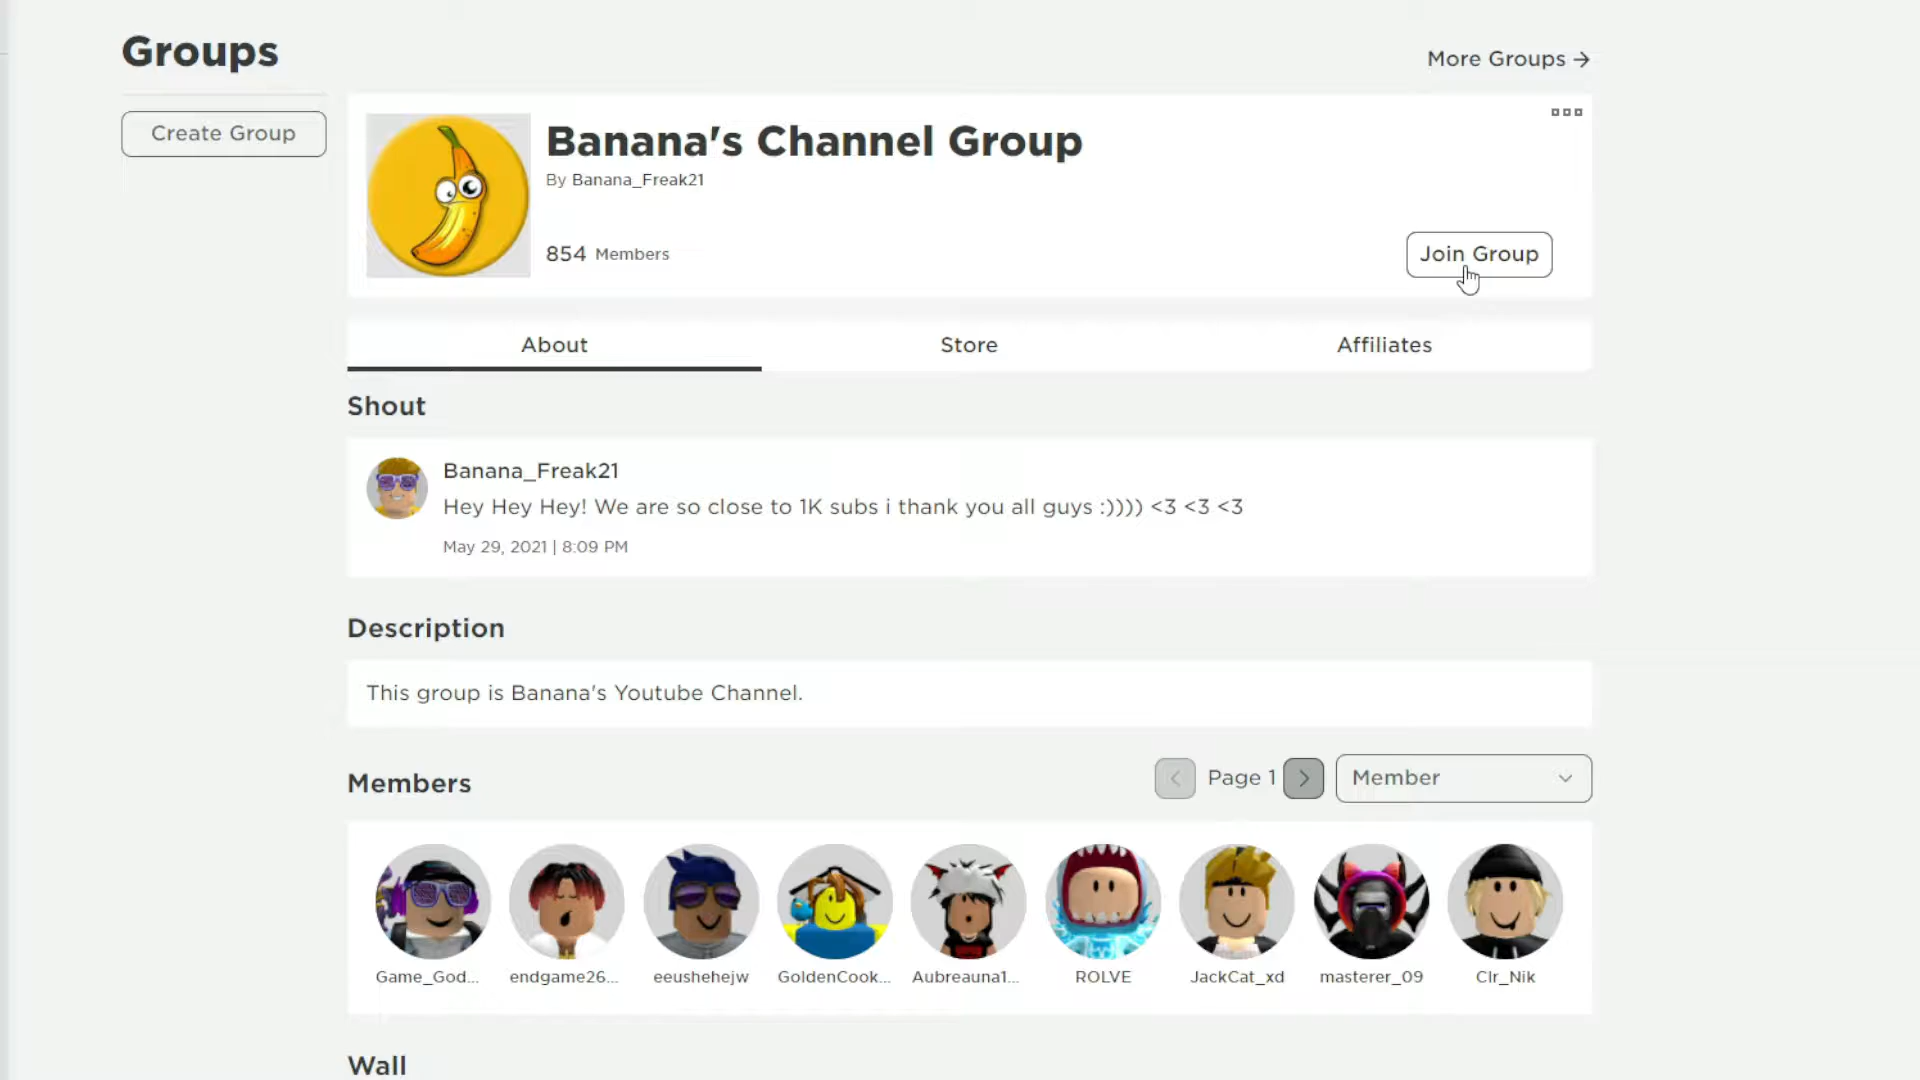 Groups
More Groups →
Create Group
Banana's Channel Group
By Banana_Freak21
854 Members
Join Group
About
Store
Affiliates
Shout
Banana_Freak21
Hey Hey Hey! We are so close to 1K subs i thank you all guys :)))) <3 <3 <3
May 29, 2021 | 8:09 PM
Description
This group is Banana's Youtube Channel.
Members
Page 1
Member
Game_God...
endgame26...
eeushehejw
GoldenCook...
Aubreauna1...
ROLVE
JackCat_xd
masterer_09
Clr_Nik
Wall